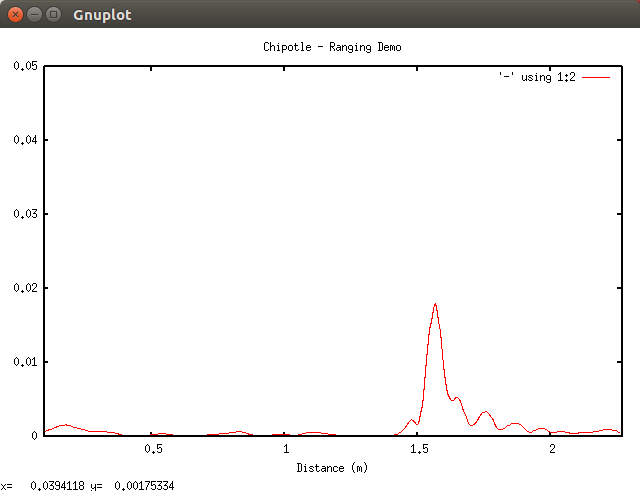 Gnuplot
Chipotle - Ranging Demo
0.05
'-' using 1:2
0.04
0.03
0.02
0.01
0
0.5
1
1.5
2
Distance (m)
x= 0.0394118 y= 0.00175334